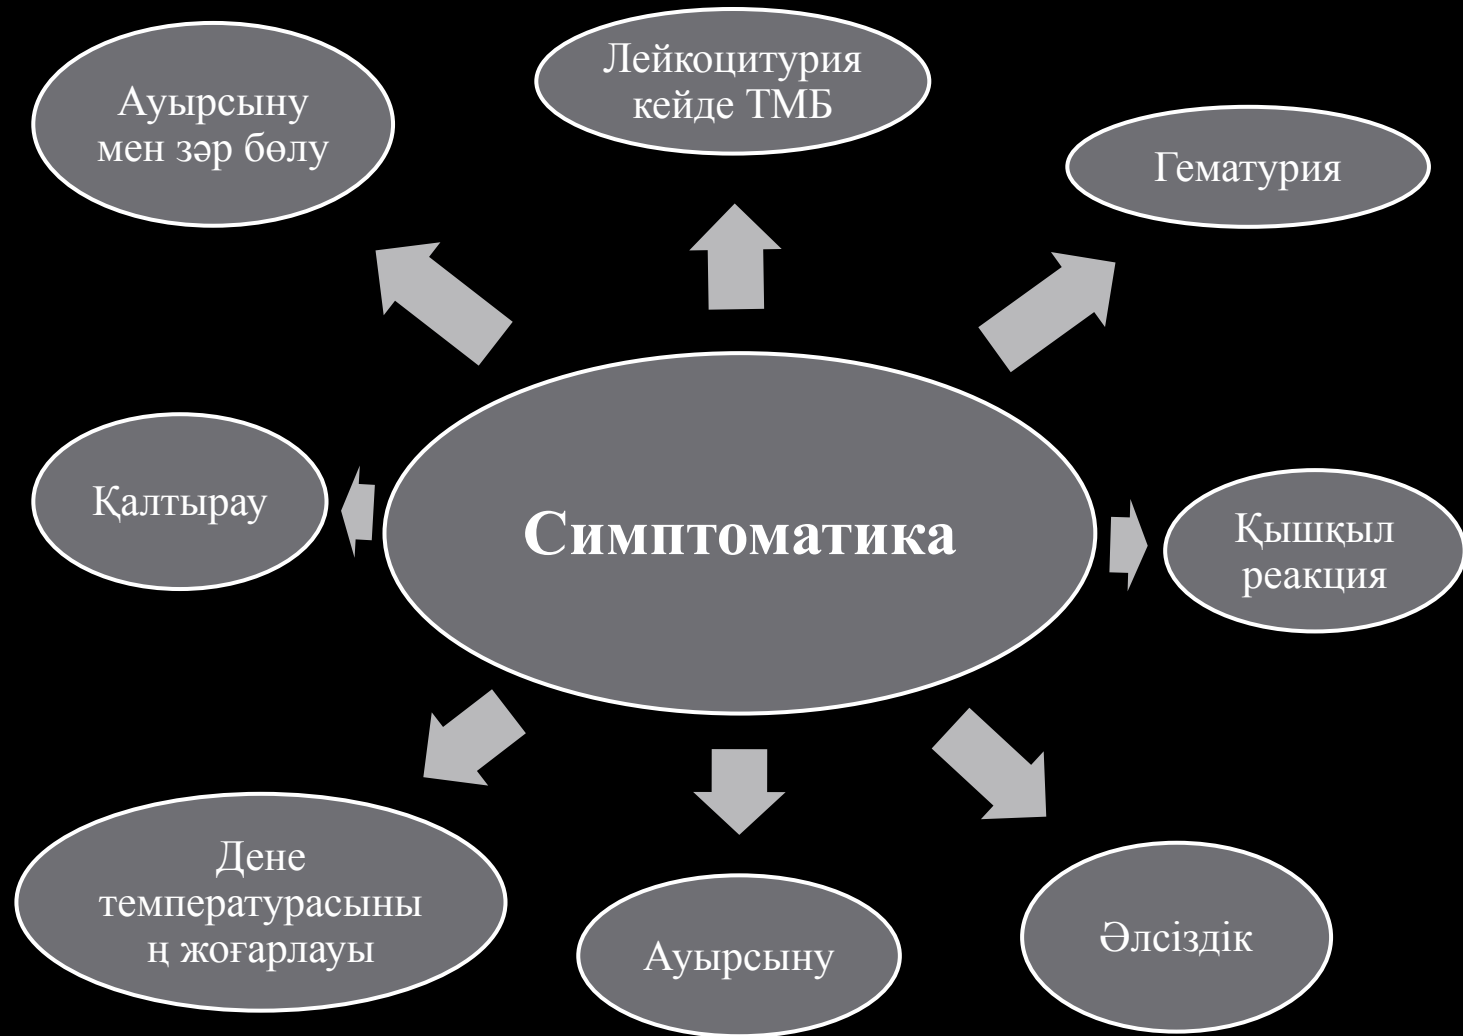 Лейкоцитурия
кейде ТМБ
Ауырсыну
мен зәр бөлу
Гематурия
Қалтырау
Симптоматика
Қышқыл
реакция
Дене
температурасыны
ң жоғарлауы
Ауырсыну
Әлсіздік